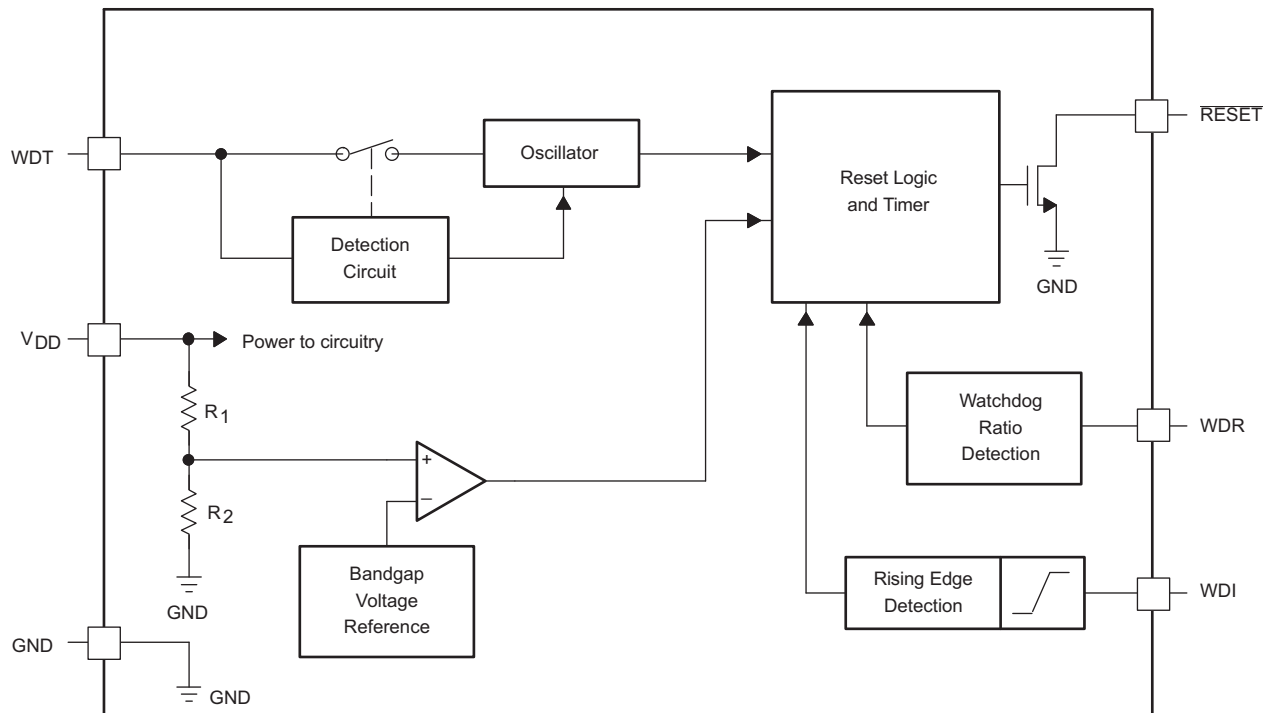 RESET
WDT
Oscillator
Reset Logic
and Timer
Detection
Circuit
GND
VDD
Power to circuitry
R1
Watchdog
Ratio
Detection
WDR
+
−
R2
Bandgap
Voltage
Reference
Rising Edge
Detection
WDI
GND
GND
GND